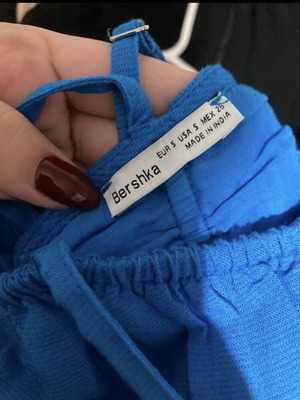 Bershka
EUR S USA S MEX 26
MADE IN INDIA